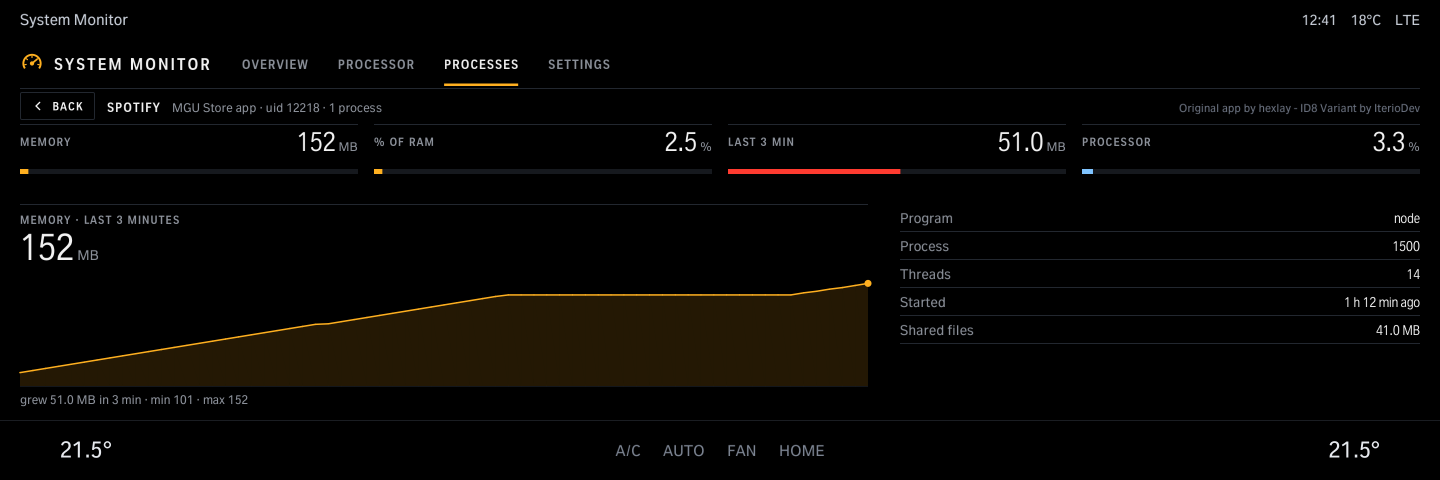 System Monitor
12:41 18°C LTE
SYSTEM MONITOR OVERVIEW PROCESSOR PROCESSES SETTINGS
BACK SPOTIFY MGU Store app · uid 12218 · 1 process
Original app by hexlay - ID8 Variant by IterioDev
MEMORY 152 MB
% OF RAM 2.5 %
LAST 3 MIN 51.0 MB
PROCESSOR 3.3 %
MEMORY · LAST 3 MINUTES
152 MB
grew 51.0 MB in 3 min · min 101 · max 152
Program node
Process 1500
Threads 14
Started 1 h 12 min ago
Shared files 41.0 MB
21.5° A/C AUTO FAN HOME 21.5°